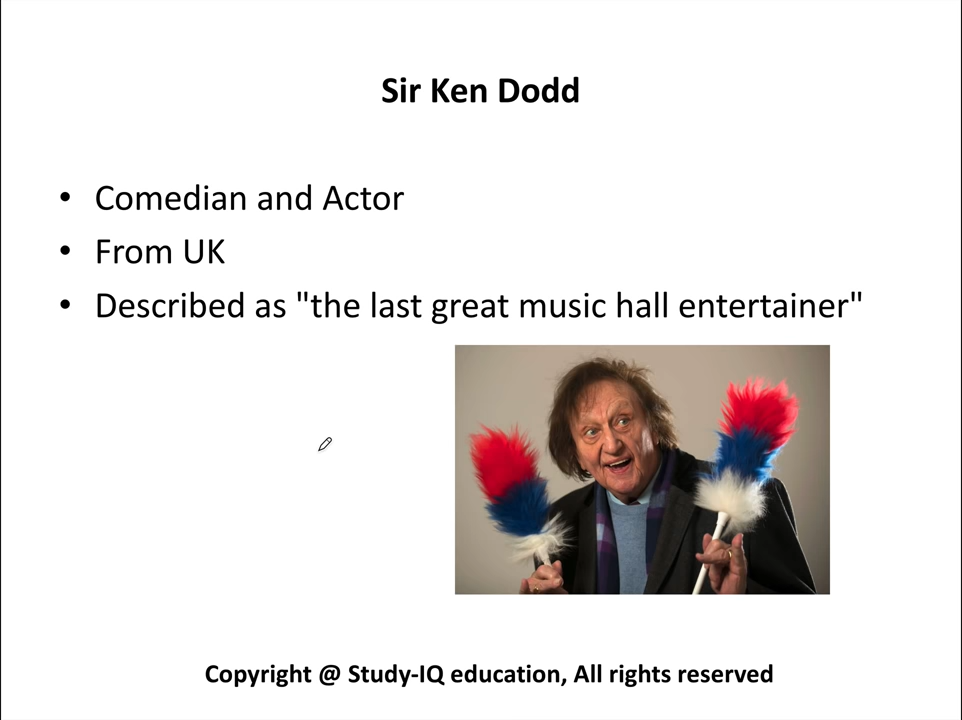 Sir Ken Dodd
• Comedian and Actor
• From UK
• Described as "the last great music hall entertainer"
Copyright @ Study-IQ education, All rights reserved